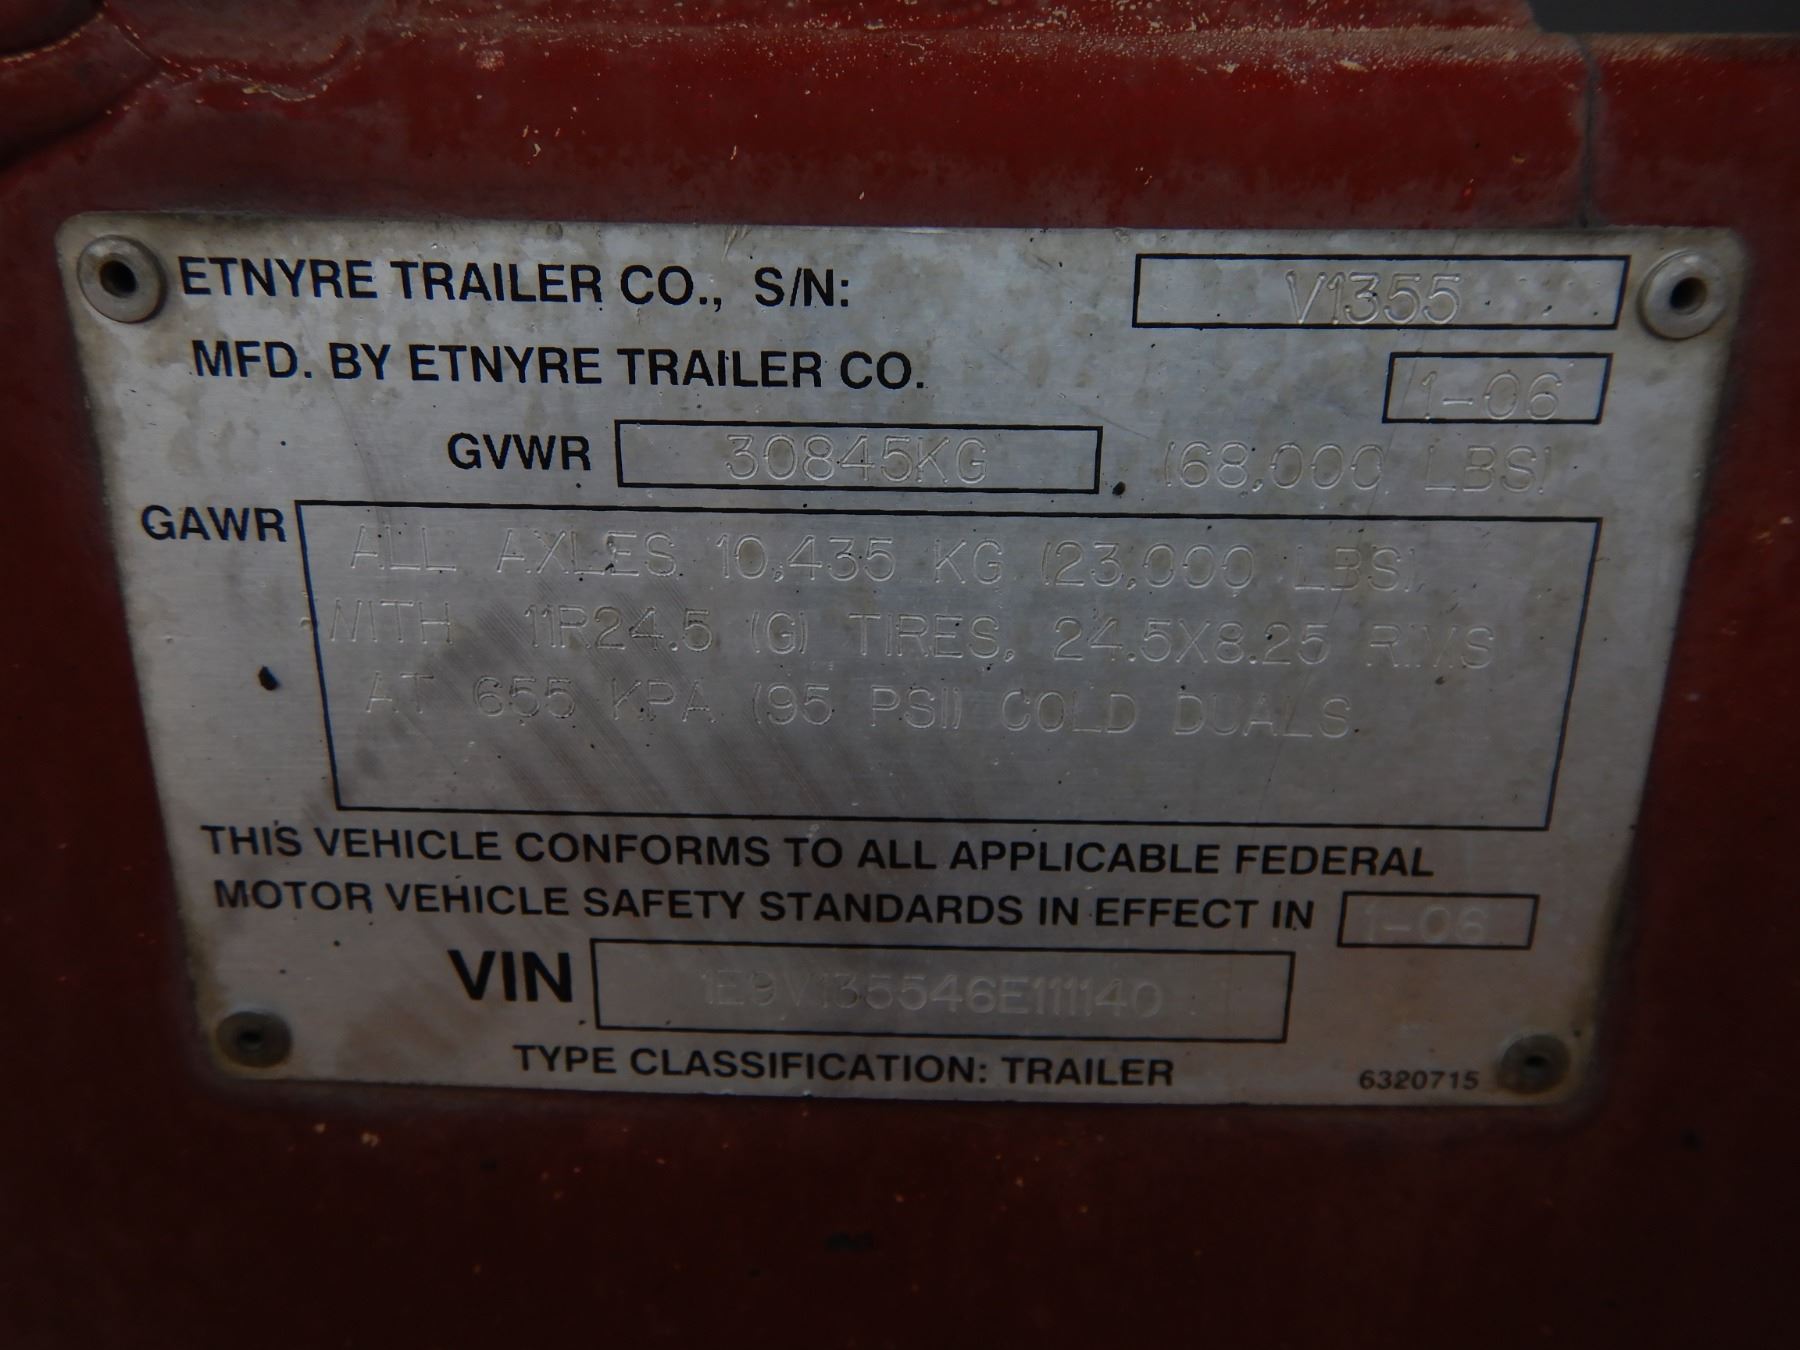 ETNYRE TRAILER CO., S/N: V1355
MFD. BY ETNYRE TRAILER CO. 1-06
GVWR 30845KG (68,000 LBS)
GAWR ALL AXLES 10,435 KG (23,000 LBS)
WITH 11R24.5 (G) TIRES, 24.5X8.25 RIMS
AT 655 KPA (95 PSI) COLD DUALS
THIS VEHICLE CONFORMS TO ALL APPLICABLE FEDERAL
MOTOR VEHICLE SAFETY STANDARDS IN EFFECT IN 1-06
VIN 1E9V135546E111140
TYPE CLASSIFICATION: TRAILER 6320715